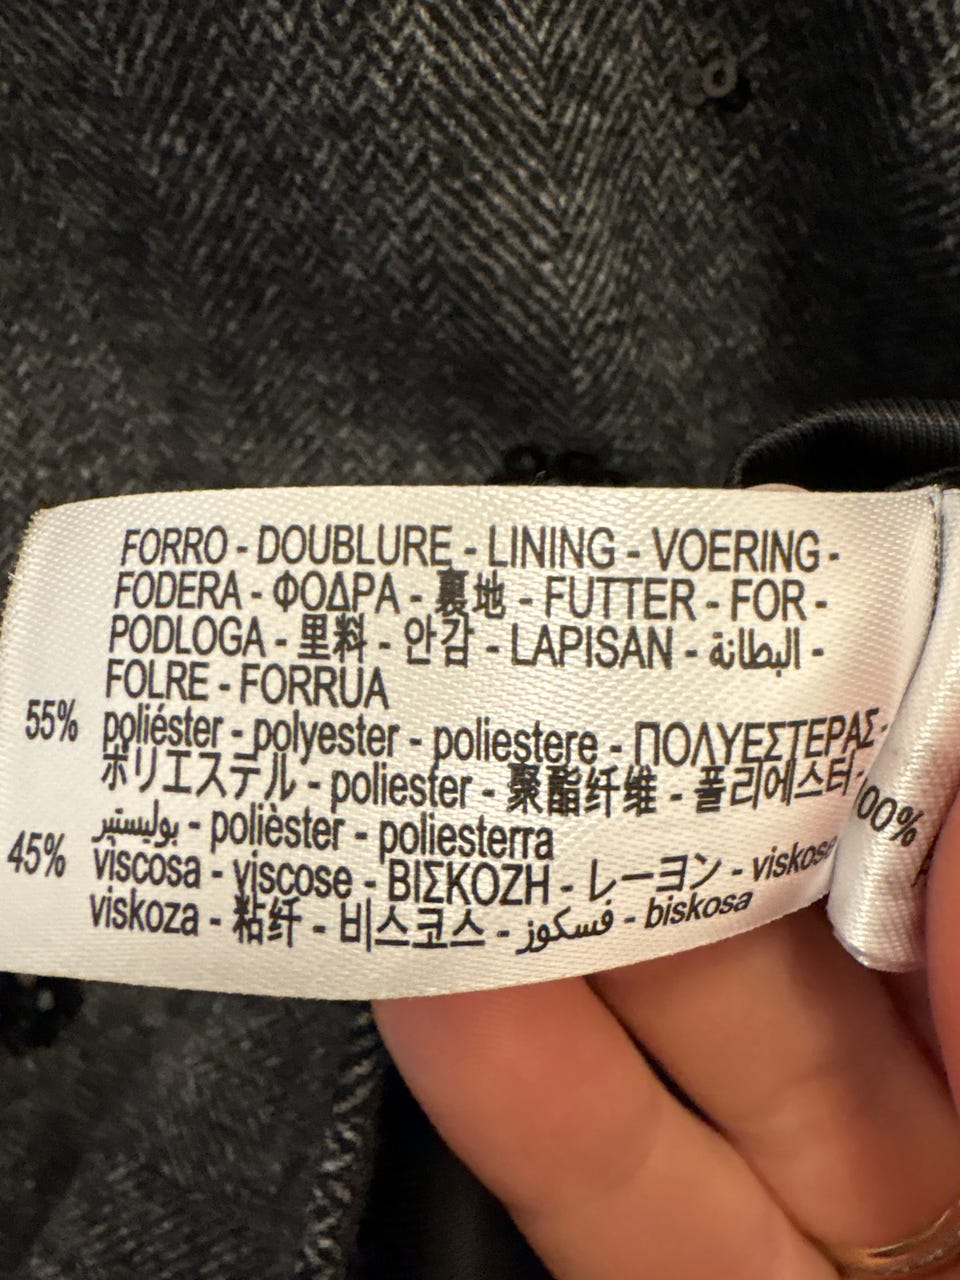 FORRO - DOUBLURE - LINING - VOERING -
FODERA - ΦΟΔΡΑ - 裏地 - FUTTER - FOR -
PODLOGA - 里料 - 안감 - LAPISAN - البطانة -
FOLRE - FORRUA
55% poliéster - polyester - poliestere - ΠΟΛΥΕΣΤΕΡΑΣ -
ポリエステル - poliester - 聚酯纤维 - 폴리에스터 -
بوليستير - polièster - poliesterra
45% viscosa - viscose - ΒΙΣΚΟΖΗ - レーヨン - viskose
viskoza - 粘纤 - 비스코스 - فسكوز - biskosa
00%